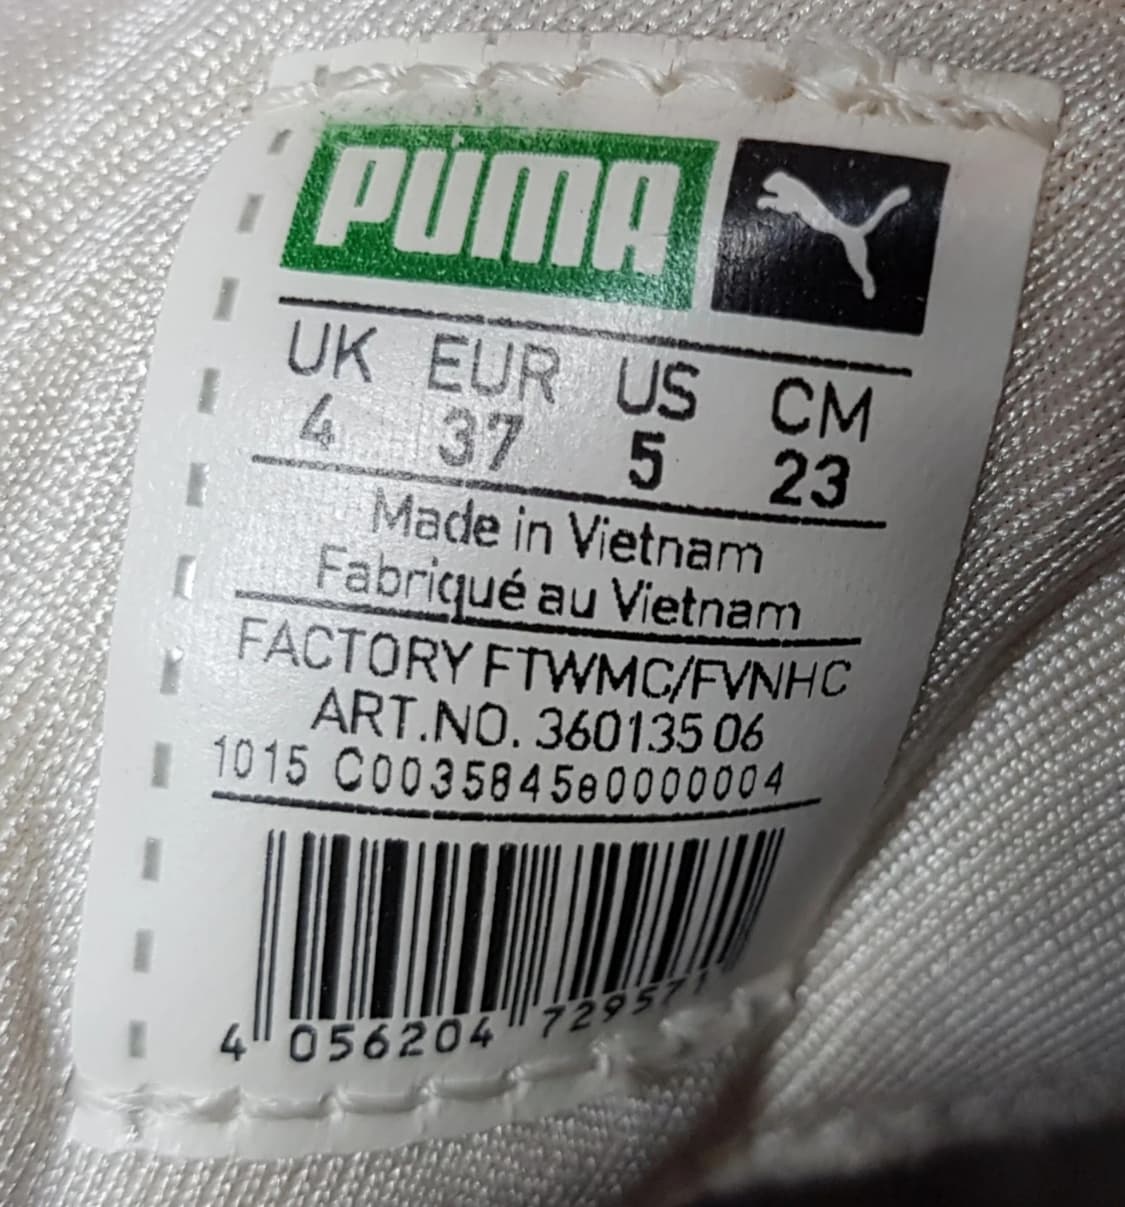 PUMA
UK EUR US CM
4 37 5 23
Made in Vietnam
Fabriqué au Vietnam
FACTORY FTWMC/FVNHC
ART.NO. 360135 06
1015 C0035845e0000004
4 056204 72957